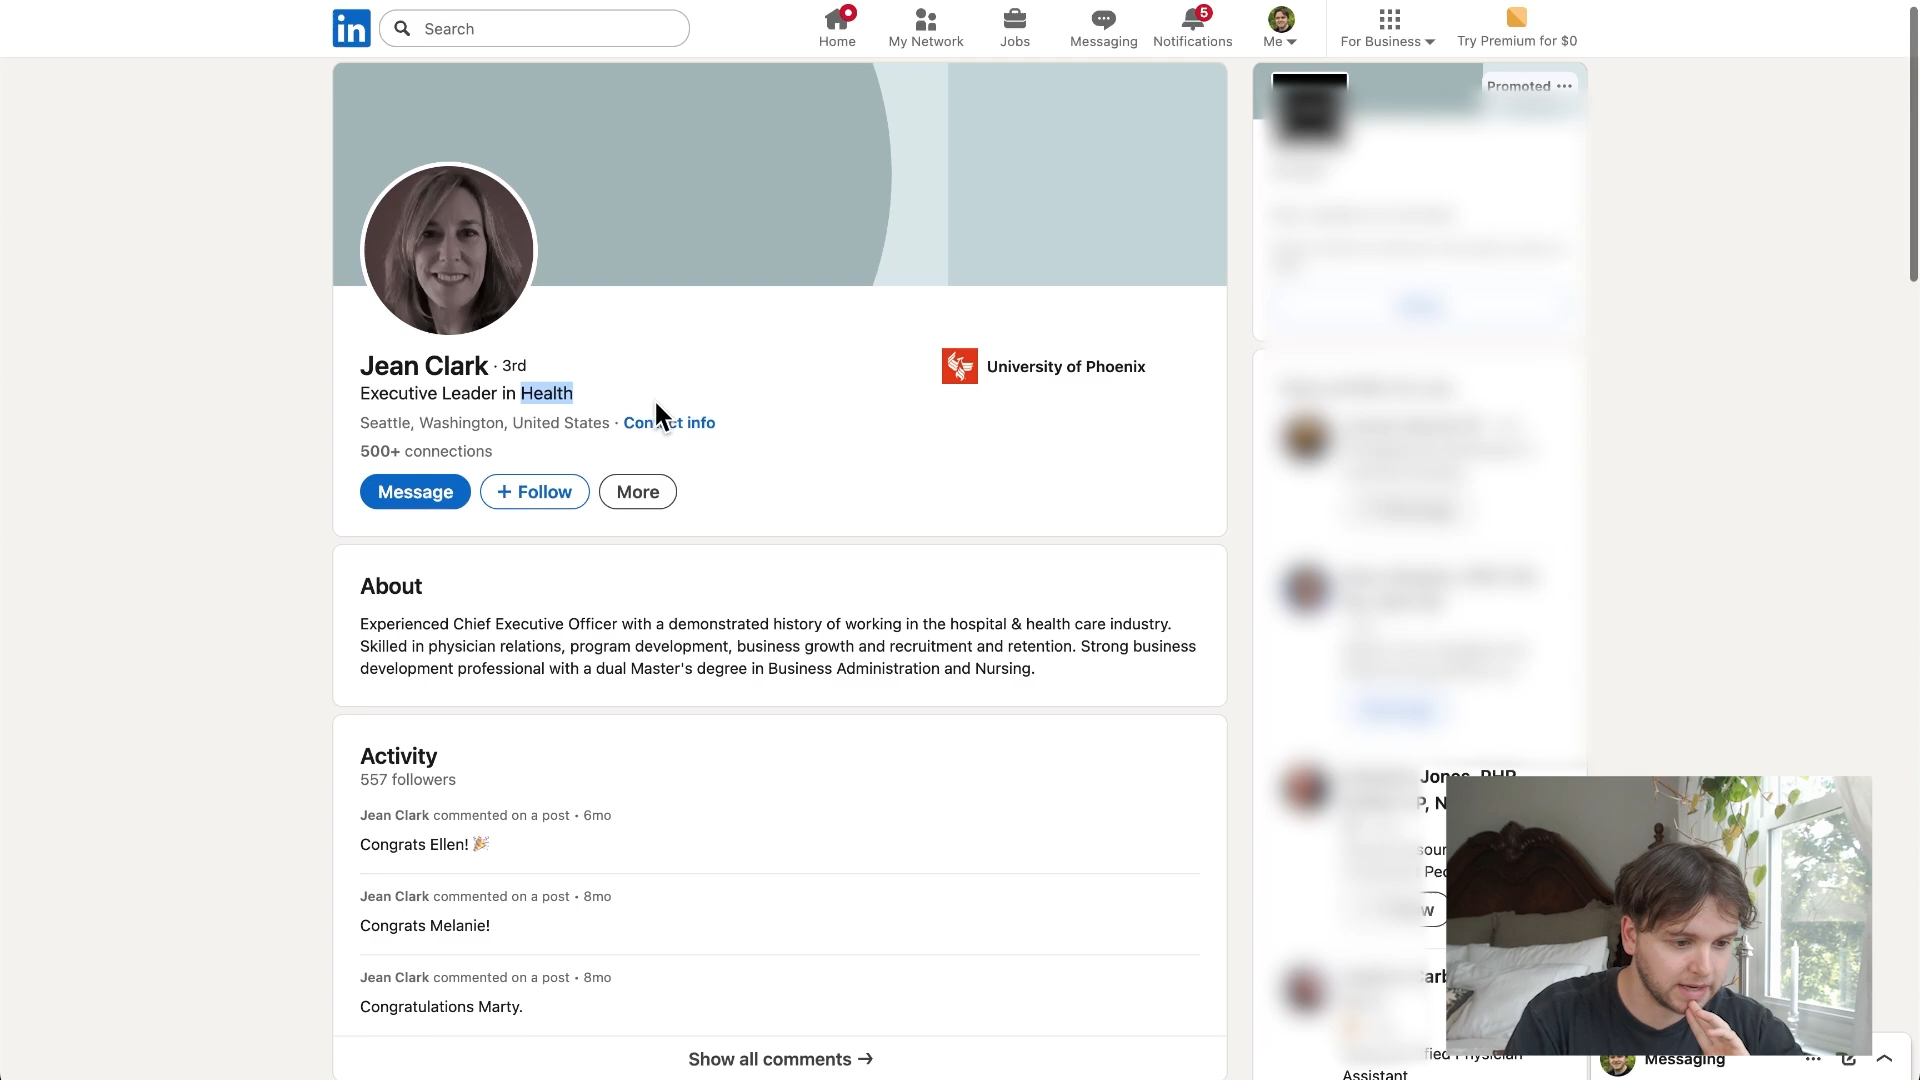 in
Search
Home
My Network
Jobs
Messaging
5
Notifications
Me
For Business
Try Premium for $0
Promoted
Jean Clark · 3rd
Executive Leader in Health
Seattle, Washington, United States · Contact info
500+ connections
University of Phoenix
Message
+ Follow
More
About
Experienced Chief Executive Officer with a demonstrated history of working in the hospital & health care industry.
Skilled in physician relations, program development, business growth and recruitment and retention. Strong business
development professional with a dual Master's degree in Business Administration and Nursing.
Activity
557 followers
Jean Clark commented on a post • 6mo
Congrats Ellen! 🎉
Jean Clark commented on a post • 8mo
Congrats Melanie!
Jean Clark commented on a post • 8mo
Congratulations Marty.
Show all comments →
Assistant
Messaging